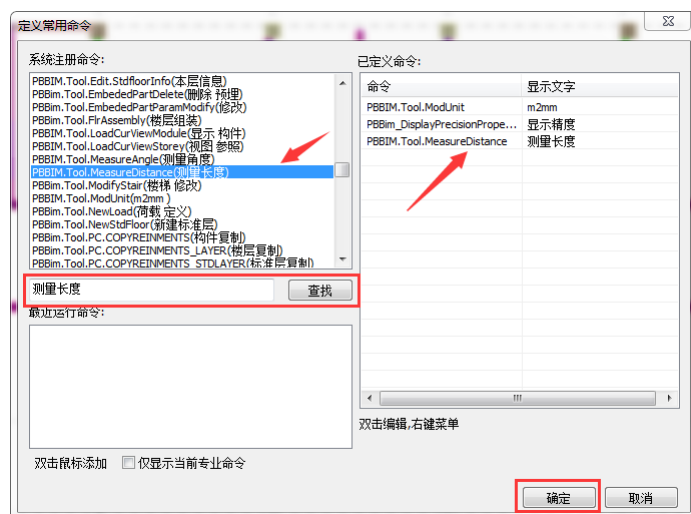 定义常用命令
系统注册命令:
PBBIM.Tool.Edit.StdfloorInfo(本层信息)
PBBim.Tool.EmbededPartDelete(删除 预埋)
PBBim.Tool.EmbededPartParamModify(修改)
PBBim.Tool.FlrAssembly(楼层组装)
PBBIM.Tool.LoadCurViewModule(显示 构件)
PBBIM.Tool.LoadCurViewStorey(视图 参照)
PBBIM.Tool.MeasureAngle(测量角度)
PBBIM.Tool.MeasureDistance(测量长度)
PBBim.Tool.ModifyStair(楼梯 修改)
PBBIM.Tool.ModUnit(m2mm )
PBBim.Tool.NewLoad(荷载 定义)
PBBim.Tool.NewStdFloor(新建标准层)
PBBim.Tool.PC.COPYREINMENTS(构件复制)
PBBim.Tool.PC.COPYREINMENTS_LAYER(楼层复制)
PBBim.Tool.PC.COPYREINMENTS_STDLAYER(标准层复制)
测量长度
查找
最近运行命令:
双击鼠标添加
仅显示当前专业命令
已定义命令:
命令 显示文字
PBBIM.Tool.ModUnit m2mm
PBBim_DisplayPrecisionPrope... 显示精度
PBBIM.Tool.MeasureDistance 测量长度
双击编辑,右键菜单
确定 取消